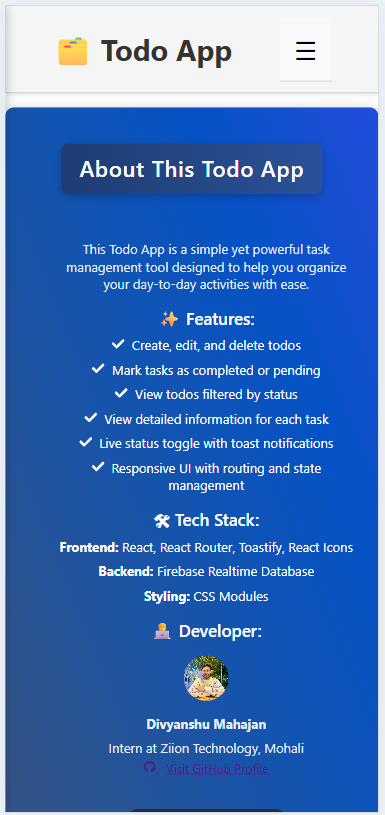 Todo App
About This Todo App
This Todo App is a simple yet powerful task
management tool designed to help you organize
your day-to-day activities with ease.
Features:
Create, edit, and delete todos
Mark tasks as completed or pending
View todos filtered by status
View detailed information for each task
Live status toggle with toast notifications
Responsive UI with routing and state
management
Tech Stack:
Frontend: React, React Router, Toastify, React Icons
Backend: Firebase Realtime Database
Styling: CSS Modules
Developer:
Divyanshu Mahajan
Intern at Ziion Technology, Mohali
Visit GitHub Profile